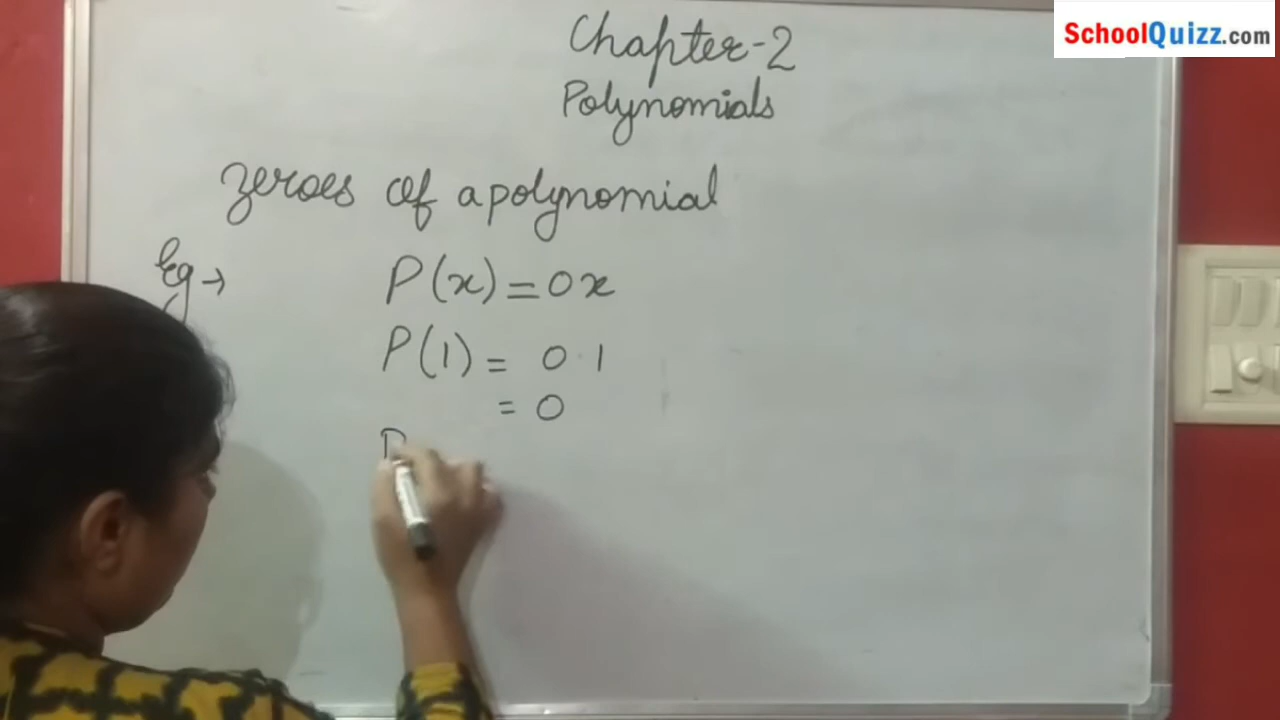 SchoolQuizz.com
Chapter-2
Polynomials
zeroes of a polynomial
Eg→ P(x) = 0x
P(1) = 0.1
= 0
P